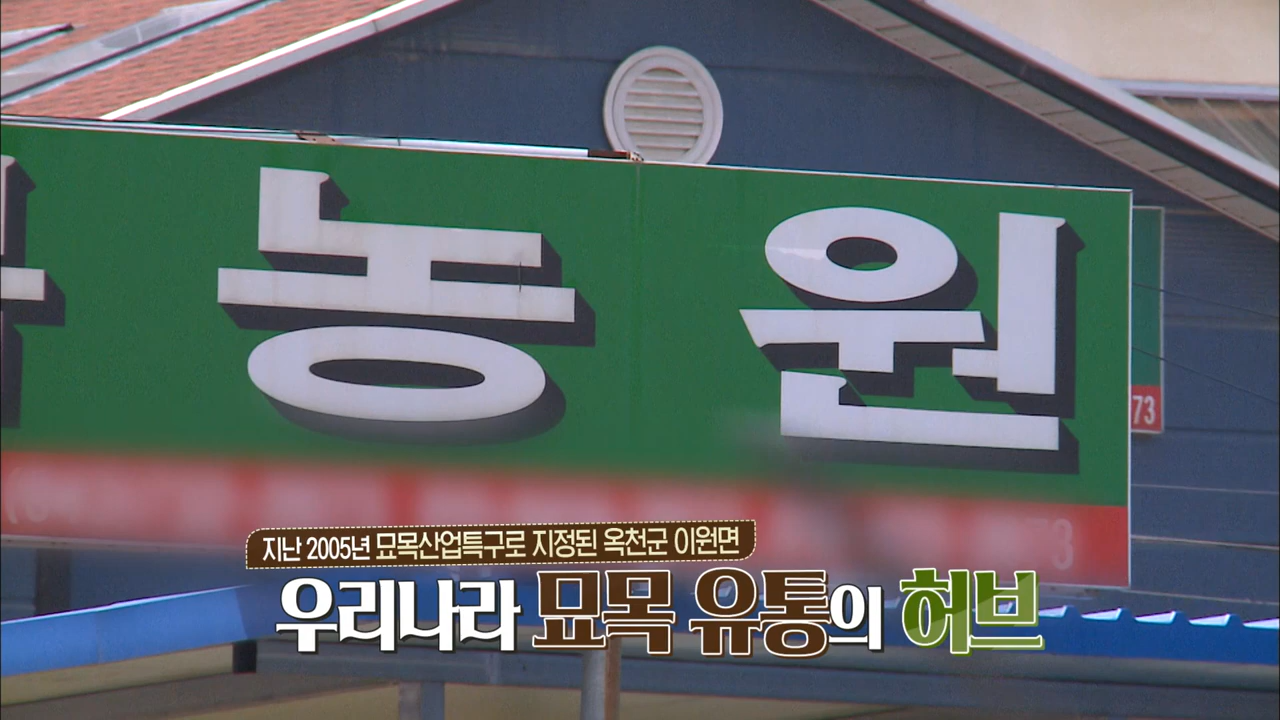 농원
73
73
지난 2005년 묘목산업특구로 지정된 옥천군 이원면
우리나라 묘목 유통의 허브